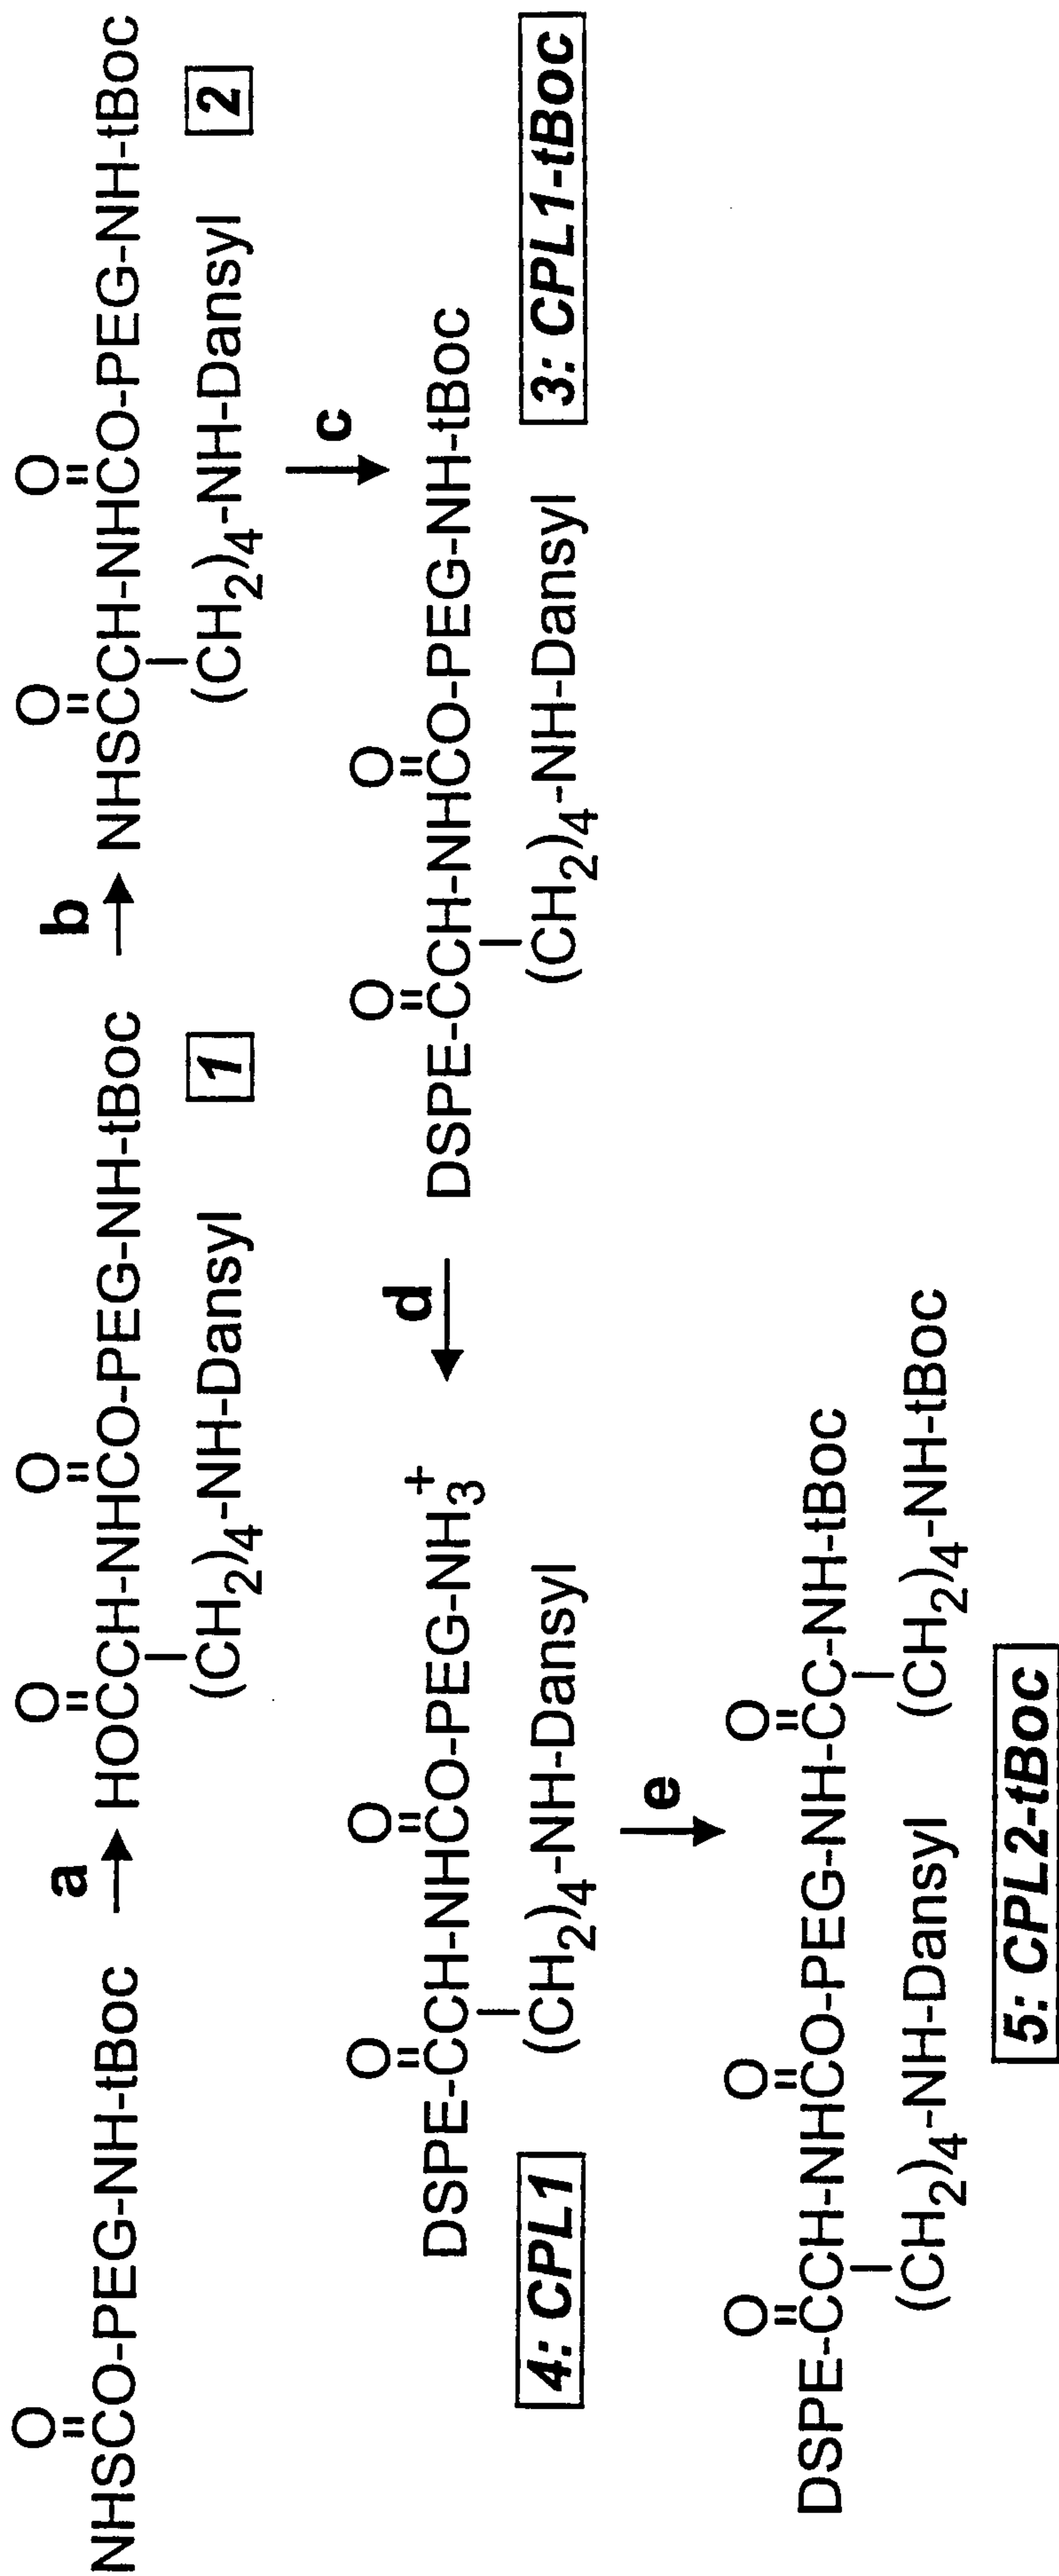 O O O O O
NHSCO-PEG-NH-tBoc a HOCCH-NHCO-PEG-NH-tBoc b NHSCCH-NHCO-PEG-NH-tBoc
(CH2)4-NH-Dansyl 1 (CH2)4-NH-Dansyl 2
c
O O O O
DSPE-CCH-NHCO-PEG-NH3+ d DSPE-CCH-NHCO-PEG-NH-tBoc
(CH2)4-NH-Dansyl (CH2)4-NH-Dansyl
4: CPL1 3: CPL1-tBoc
e
O O O
DSPE-CCH-NHCO-PEG-NH-CC-NH-tBoc
(CH2)4-NH-Dansyl (CH2)4-NH-tBoc
5: CPL2-tBoc